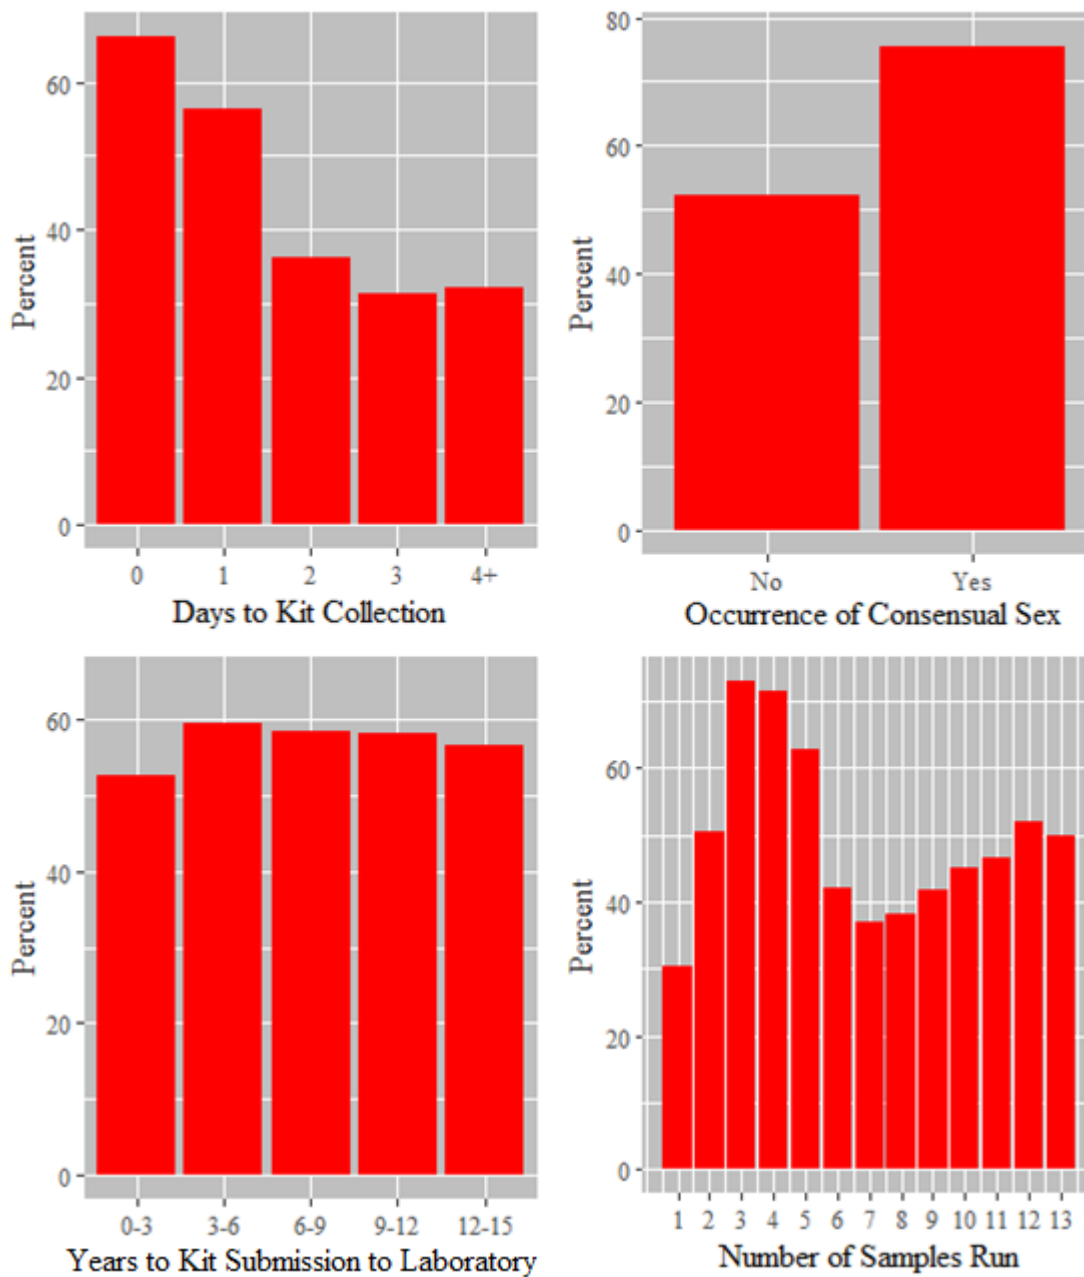 Percent
60
40
20
0
0 1 2 3 4+
Days to Kit Collection
Percent
80
60
40
20
0
No Yes
Occurrence of Consensual Sex
Percent
60
40
20
0
0-3 3-6 6-9 9-12 12-15
Years to Kit Submission to Laboratory
Percent
60
40
20
0
1 2 3 4 5 6 7 8 9 10 11 12 13
Number of Samples Run